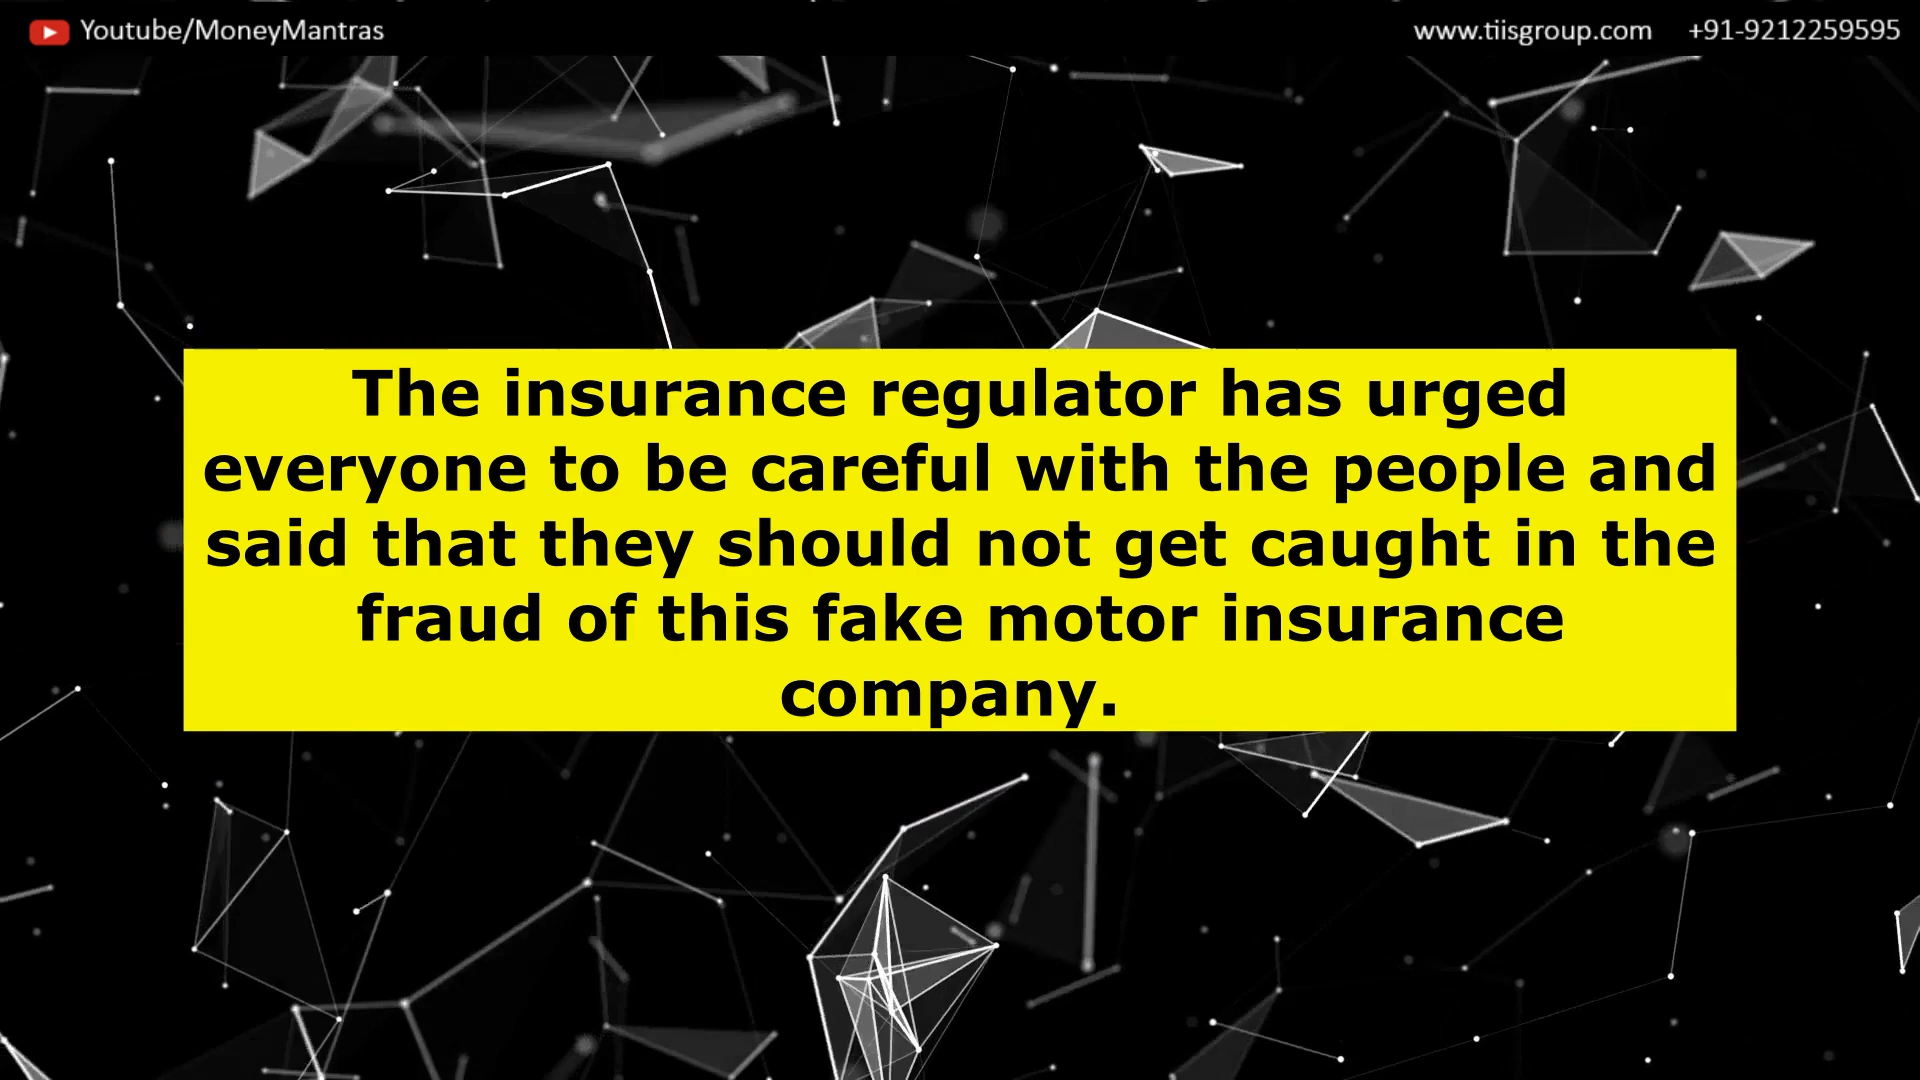 Youtube/MoneyMantras
www.tiisgroup.com +91-9212259595
The insurance regulator has urged
everyone to be careful with the people and
said that they should not get caught in the
fraud of this fake motor insurance
company.